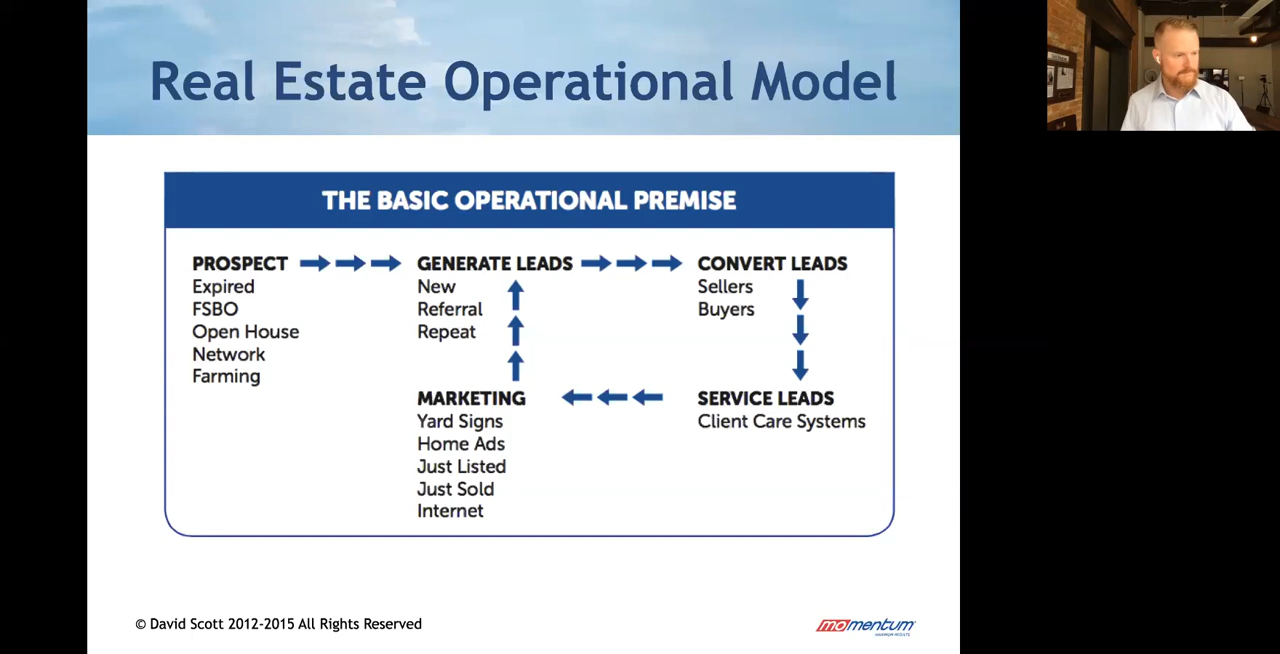 Real Estate Operational Model
THE BASIC OPERATIONAL PREMISE
PROSPECT
Expired
FSBO
Open House
Network
Farming
GENERATE LEADS
New
Referral
Repeat
CONVERT LEADS
Sellers
Buyers
MARKETING
Yard Signs
Home Ads
Just Listed
Just Sold
Internet
SERVICE LEADS
Client Care Systems
© David Scott 2012-2015 All Rights Reserved
momentum